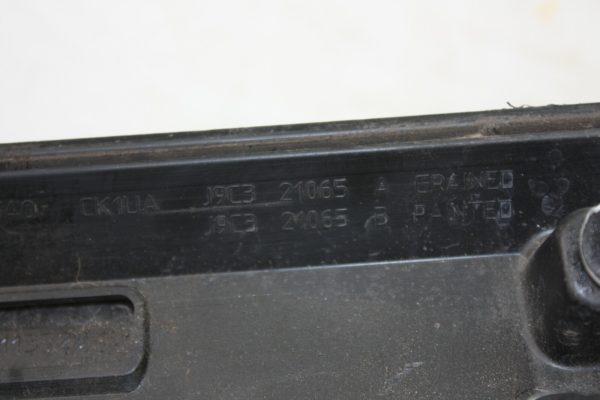 CK1UA J9C3 21065 A GRAINED
J9C3 21065 B PAINTED